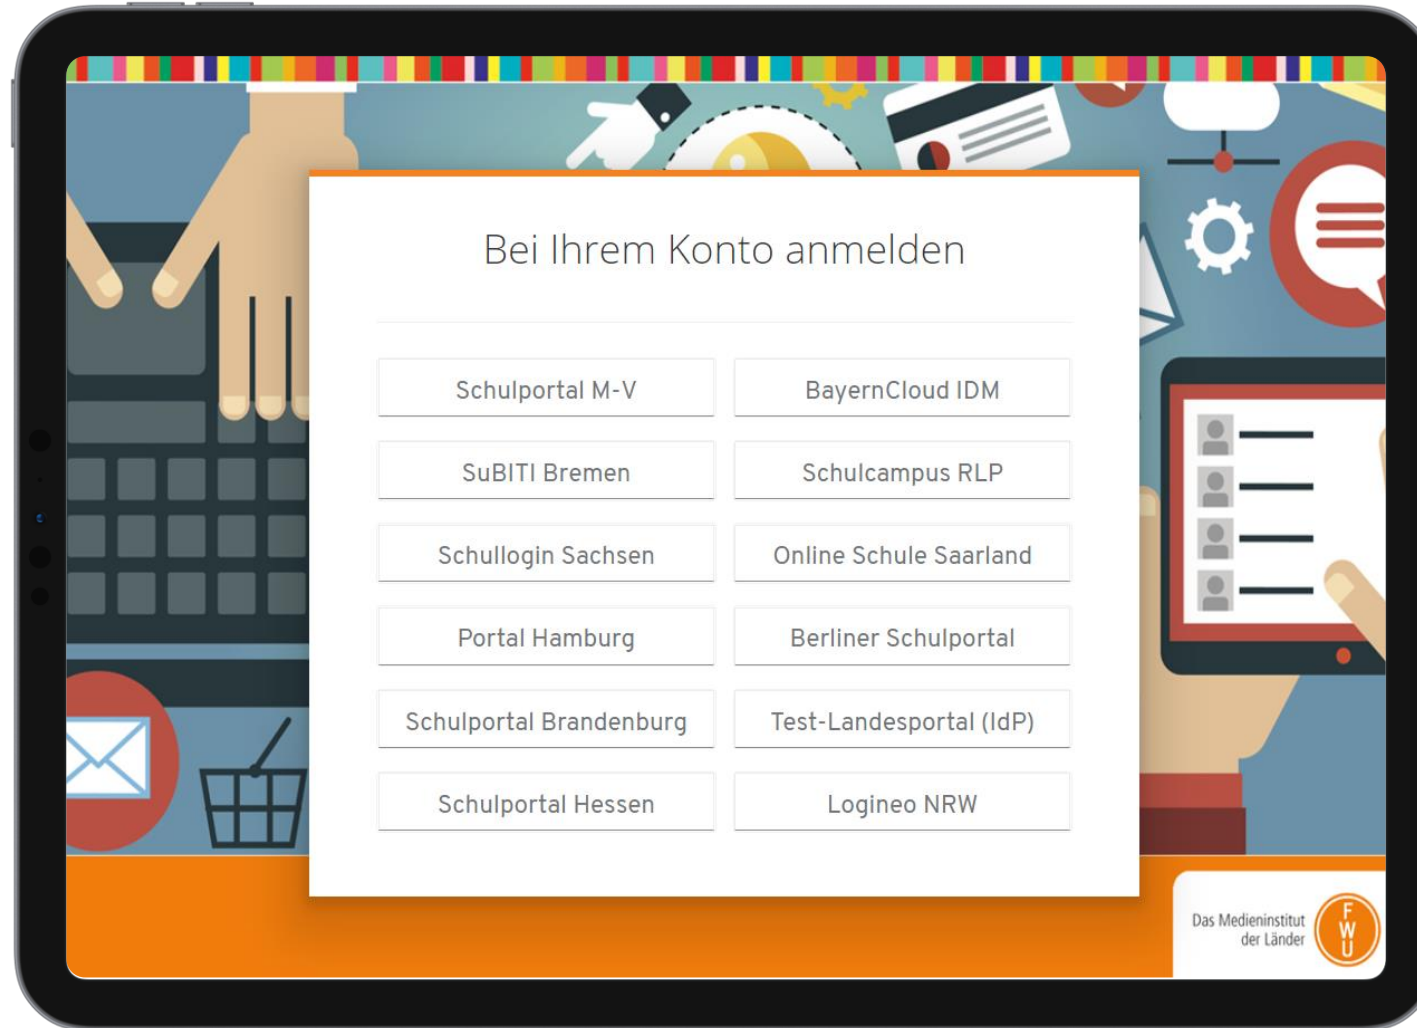 Bei Ihrem Konto anmelden
Schulportal M-V
BayernCloud IDM
SuBITI Bremen
Schulcampus RLP
Schullogin Sachsen
Online Schule Saarland
Portal Hamburg
Berliner Schulportal
Schulportal Brandenburg
Test-Landesportal (IdP)
Schulportal Hessen
Logineo NRW
Das Medieninstitut
der Länder
F
W
U